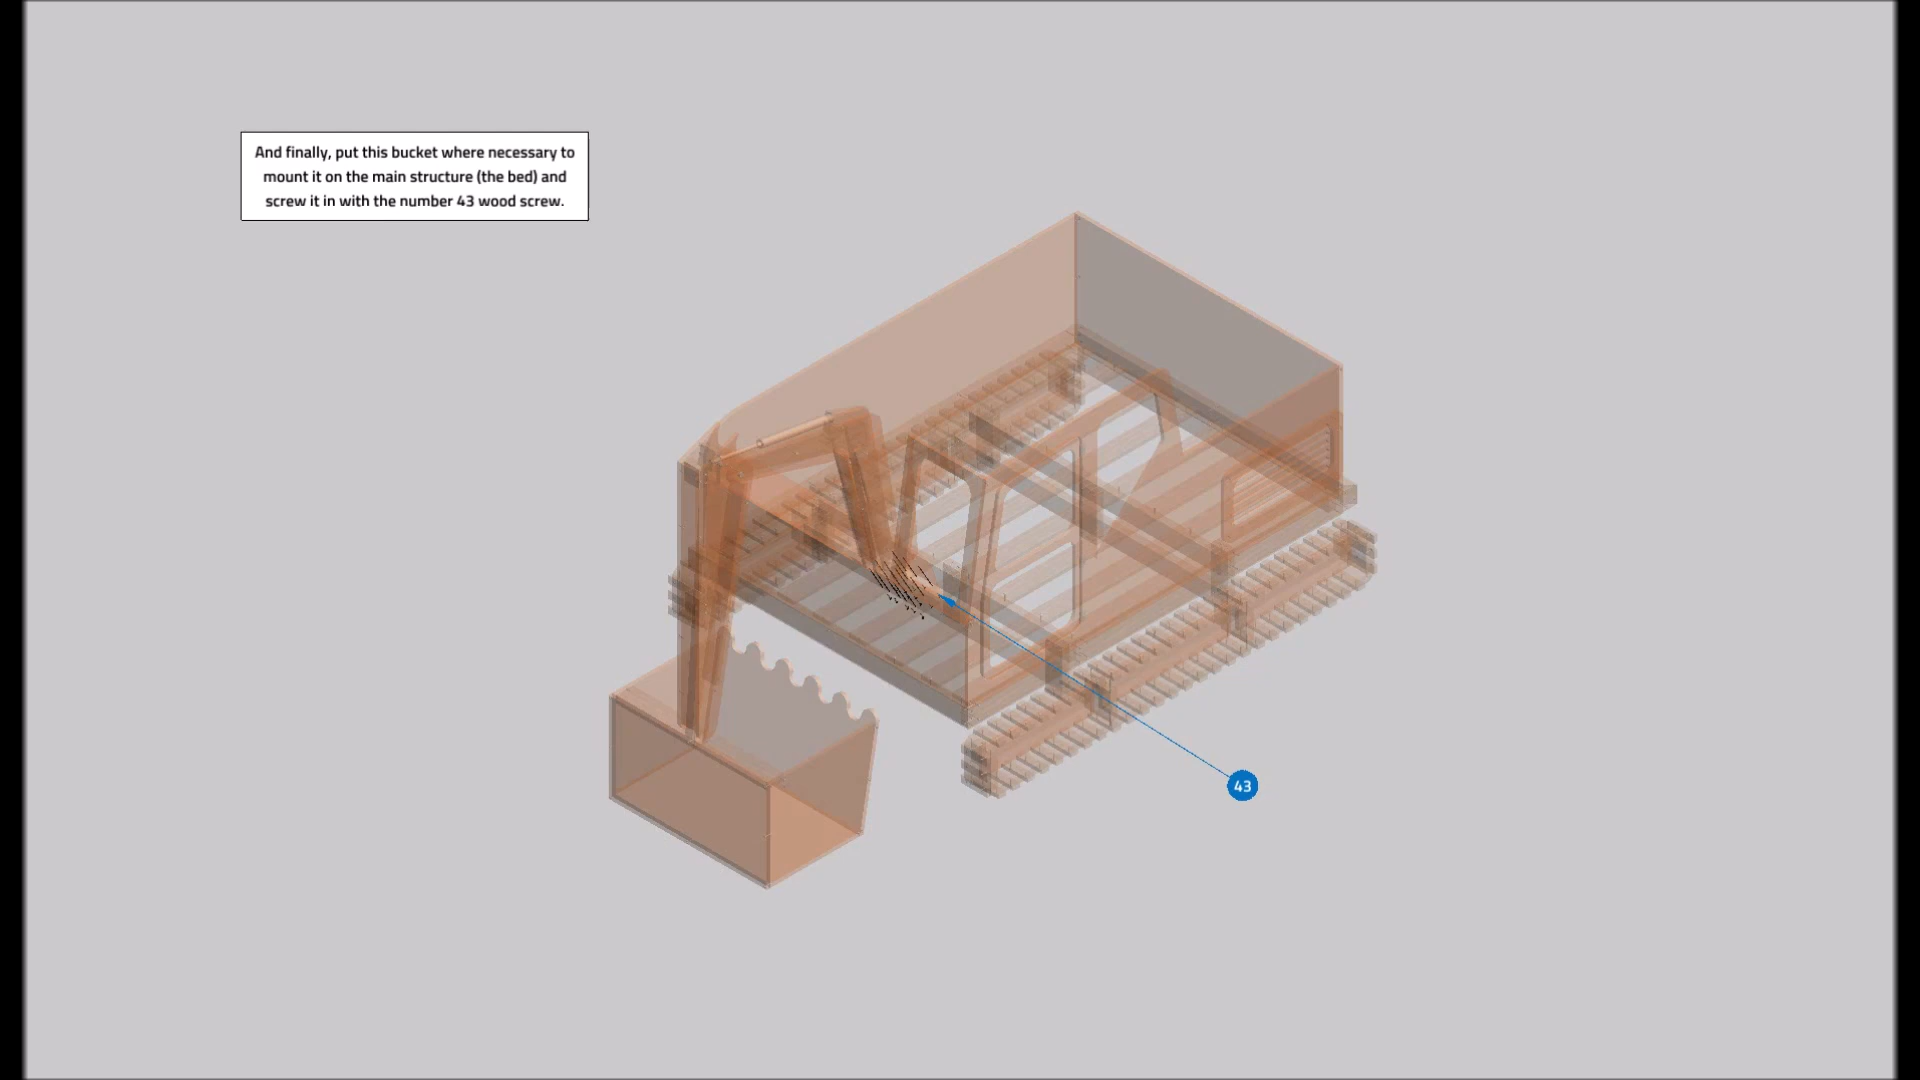 And finally, put this bucket where necessary to
mount it on the main structure (the bed) and
screw it in with the number 43 wood screw.
43